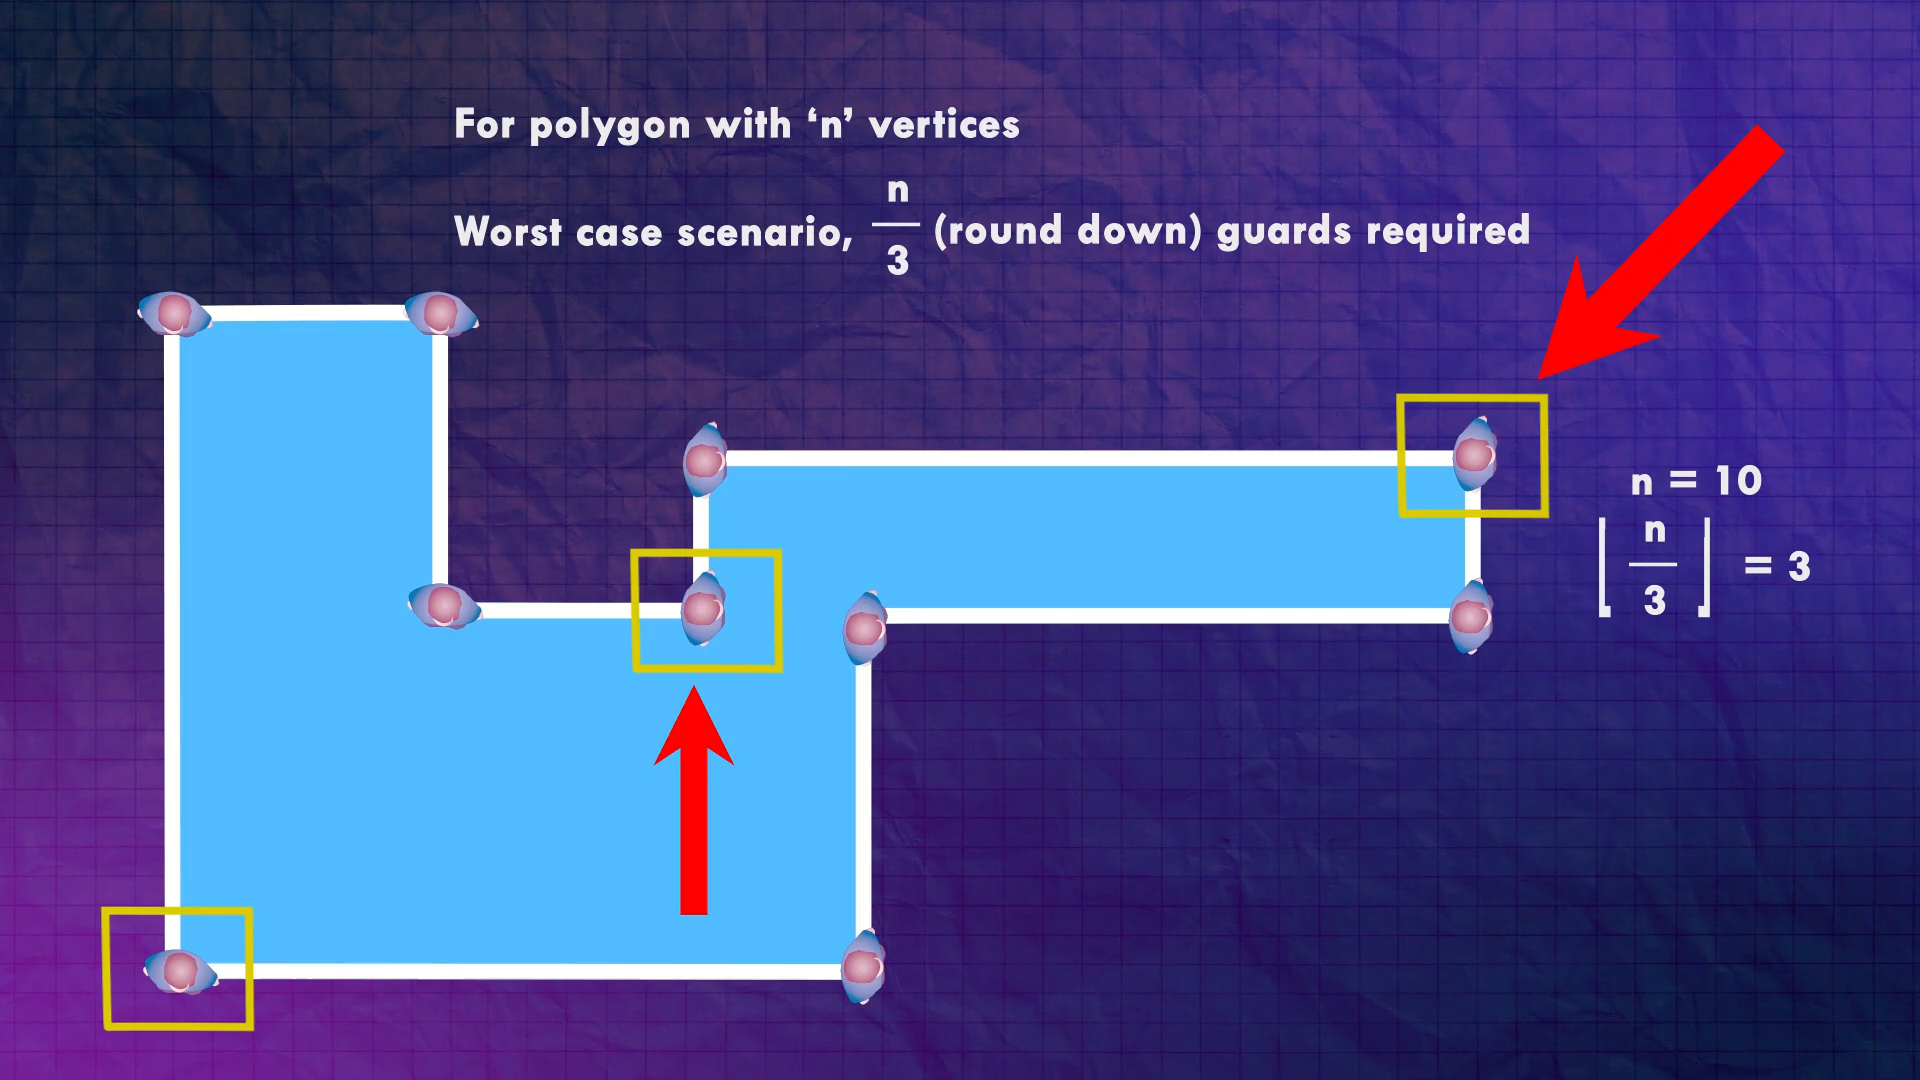 For polygon with ‘n’ vertices
Worst case scenario, n/3 (round down) guards required
n = 10
⌊n/3⌋ = 3